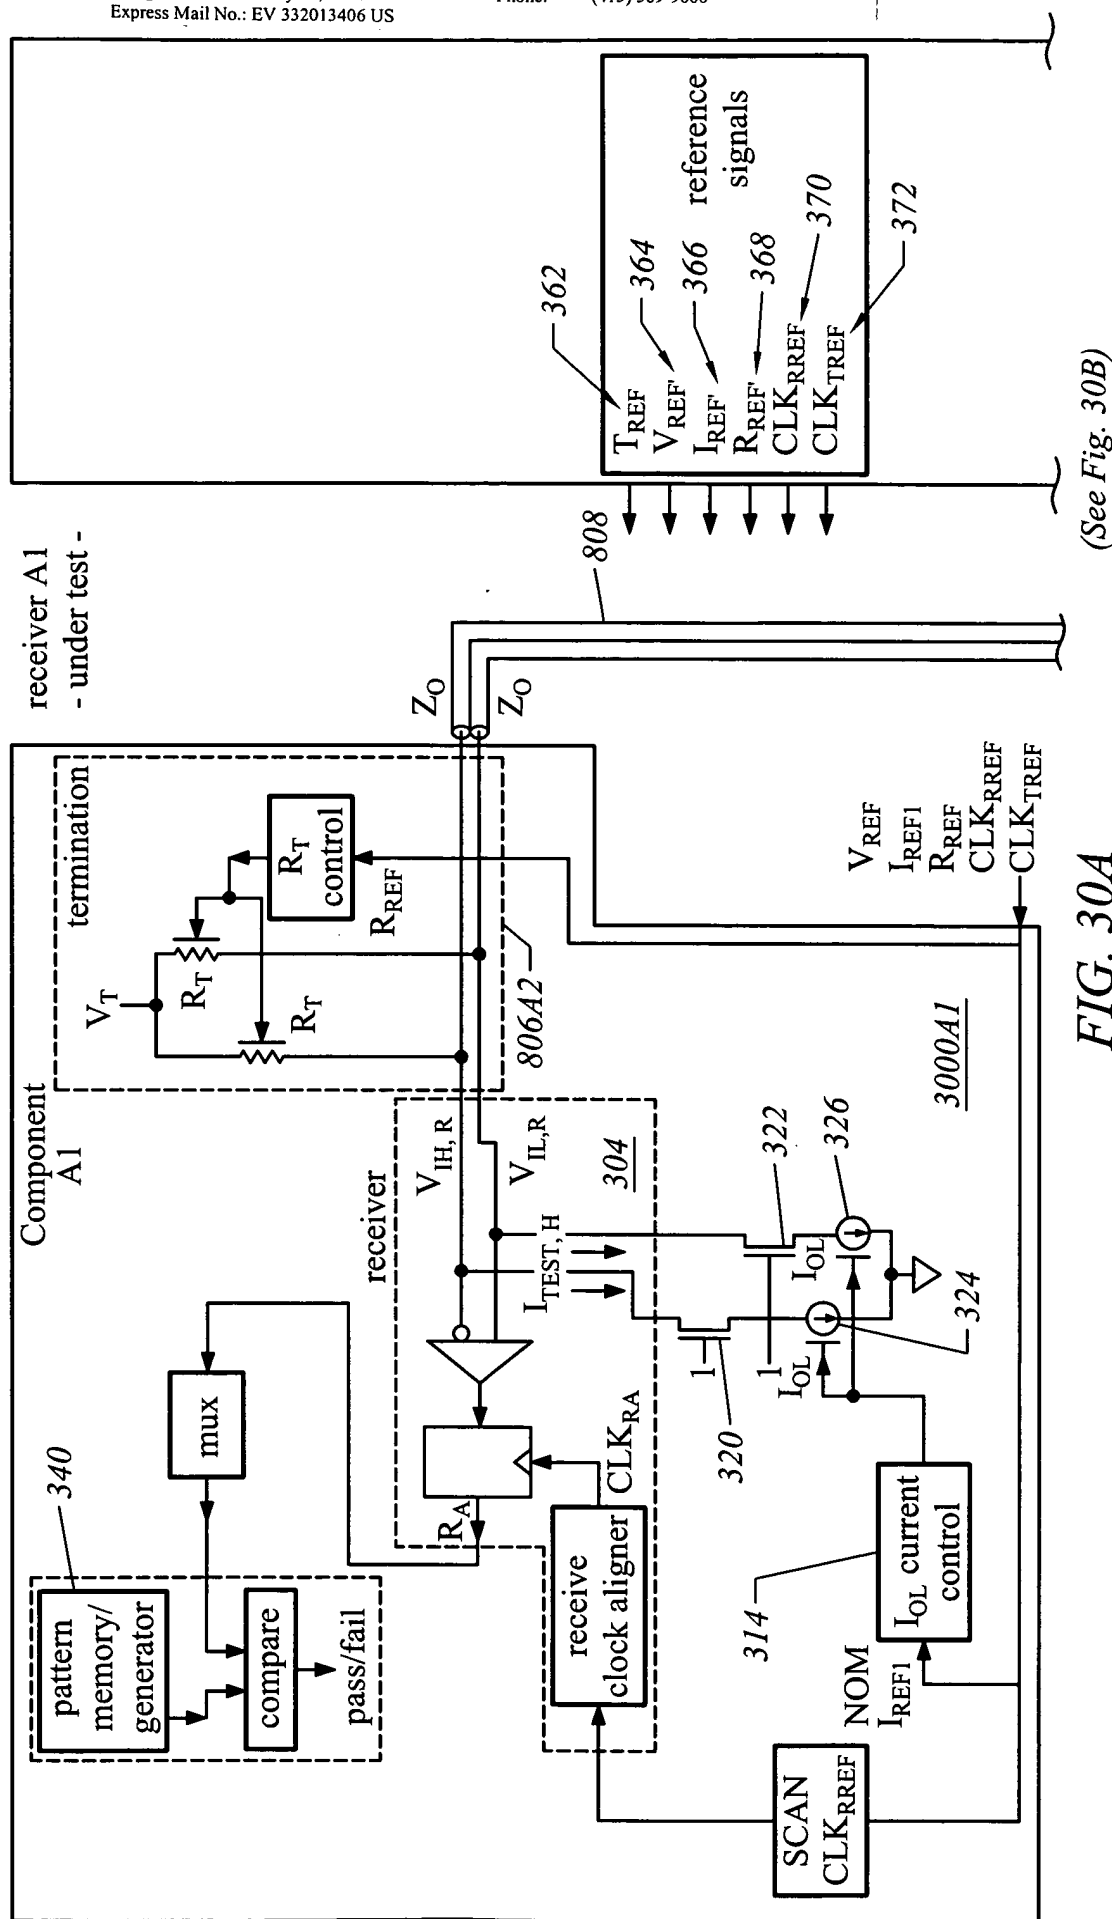 Express Mail No.: EV 332013406 US
receiver A1
- under test -
Component
A1
termination
V_T
R_T
R_T
R_T
control
R_REF
806A2
Z_O
Z_O
808
reference
signals
T_REF
V_REF'
I_REF'
R_REF'
CLK_RREF
CLK_TREF
362
364
366
368
370
372
340
pattern
memory/
generator
compare
pass/fail
mux
receiver
V_IH, R
V_IL,R
I_TEST, H
304
R_A
CLK_RA
receive
clock aligner
1
1
320
322
I_OL
I_OL
324
326
314
I_OL current
control
NOM
I_REF1
SCAN
CLK_RREF
3000A1
V_REF
I_REF1
R_REF
CLK_RREF
CLK_TREF
(See Fig. 30B)
FIG. 30A